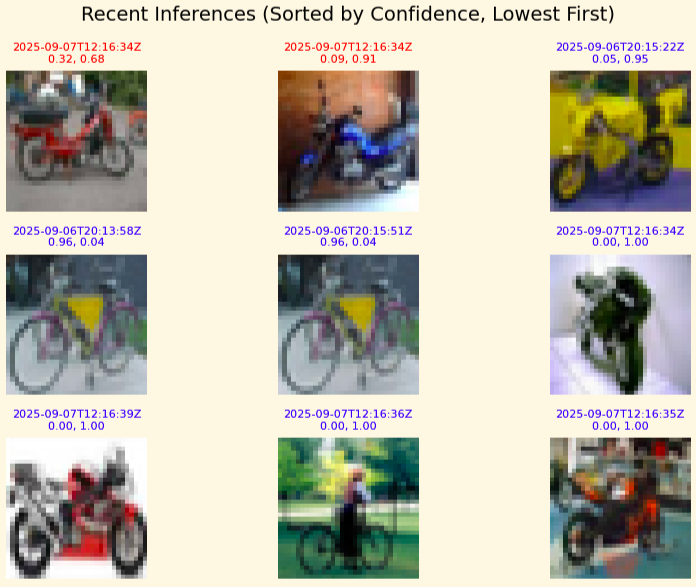 Recent Inferences (Sorted by Confidence, Lowest First)
2025-09-07T12:16:34Z
0.32, 0.68
2025-09-07T12:16:34Z
0.09, 0.91
2025-09-06T20:15:22Z
0.05, 0.95
2025-09-06T20:13:58Z
0.96, 0.04
2025-09-06T20:15:51Z
0.96, 0.04
2025-09-07T12:16:34Z
0.00, 1.00
2025-09-07T12:16:39Z
0.00, 1.00
2025-09-07T12:16:36Z
0.00, 1.00
2025-09-07T12:16:35Z
0.00, 1.00